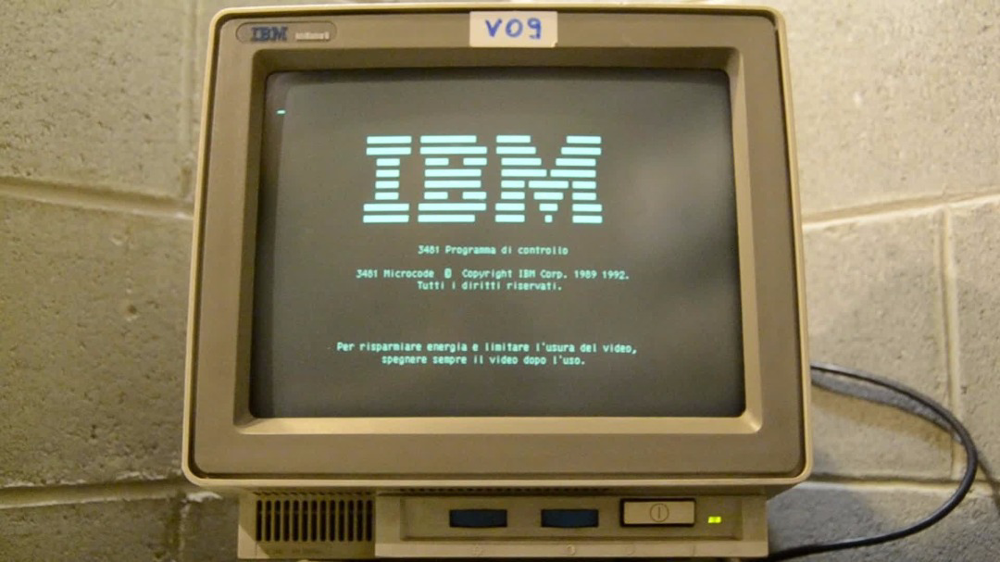 IBM
V09
IBM
3481 Programma di controllo
3481 Microcode © Copyright IBM Corp. 1989 1992.
Tutti i diritti riservati.
Per risparmiare energia e limitare l'usura del video,
spegnere sempre il video dopo l'uso.